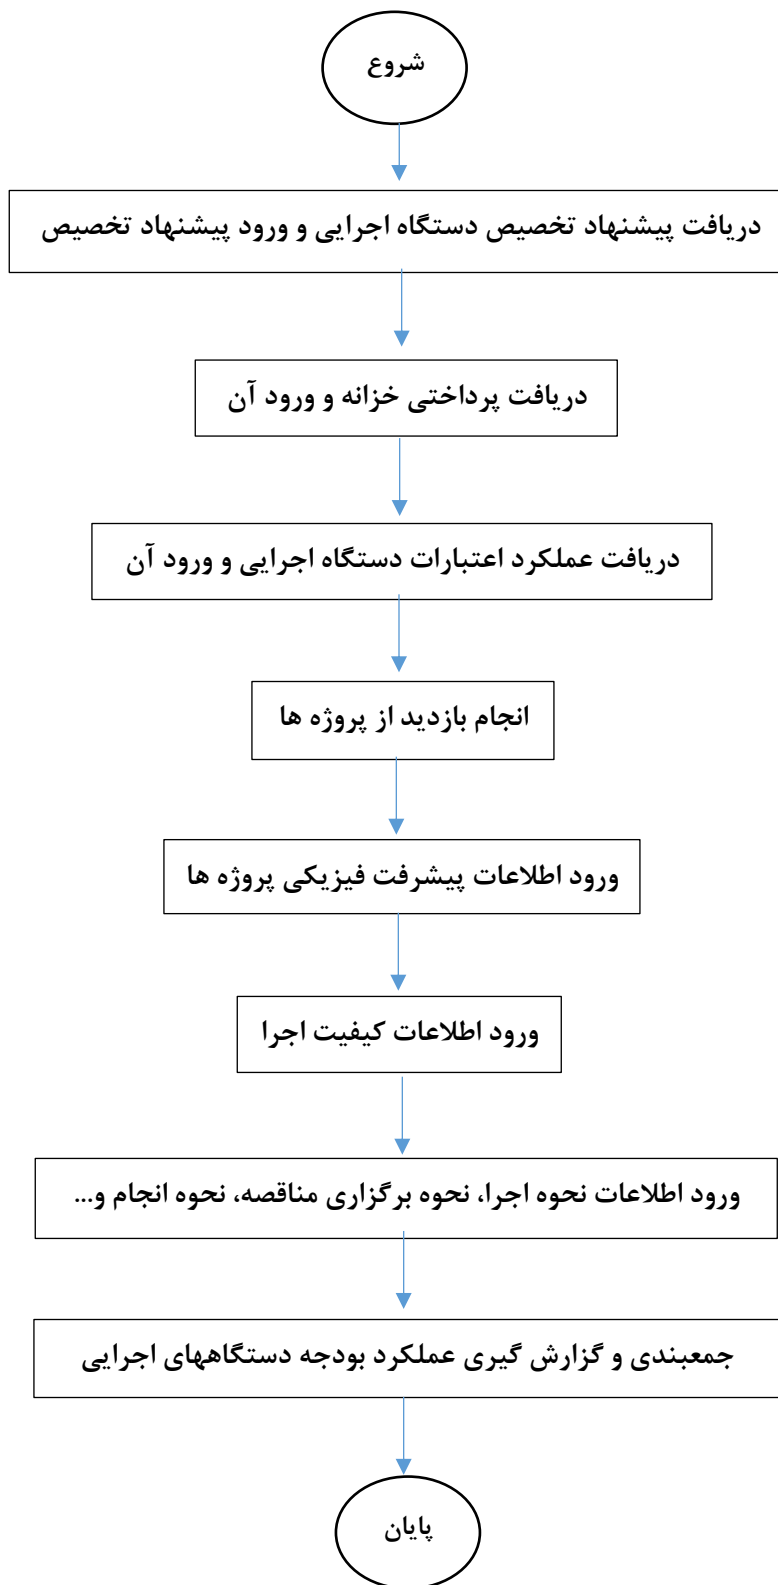 شروع
دریافت پیشنهاد تخصیص دستگاه اجرایی و ورود پیشنهاد تخصیص
دریافت پرداختی خزانه و ورود آن
دریافت عملکرد اعتبارات دستگاه اجرایی و ورود آن
انجام بازدید از پروژه ها
ورود اطلاعات پیشرفت فیزیکی پروژه ها
ورود اطلاعات کیفیت اجرا
ورود اطلاعات نحوه اجرا، نحوه برگزاری مناقصه، نحوه انجام و...
جمعبندی و گزارش گیری عملکرد بودجه دستگاههای اجرایی
پایان